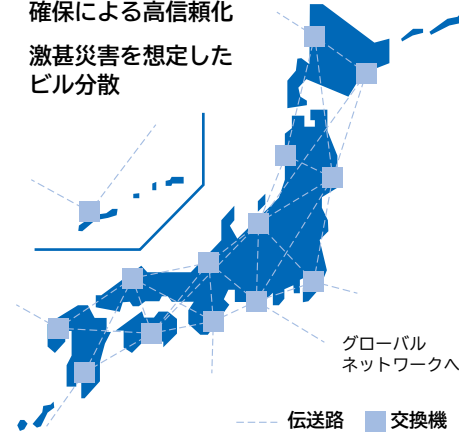 確保による高信頼化
激甚災害を想定した
ビル分散
グローバル
ネットワークへ
伝送路
交換機